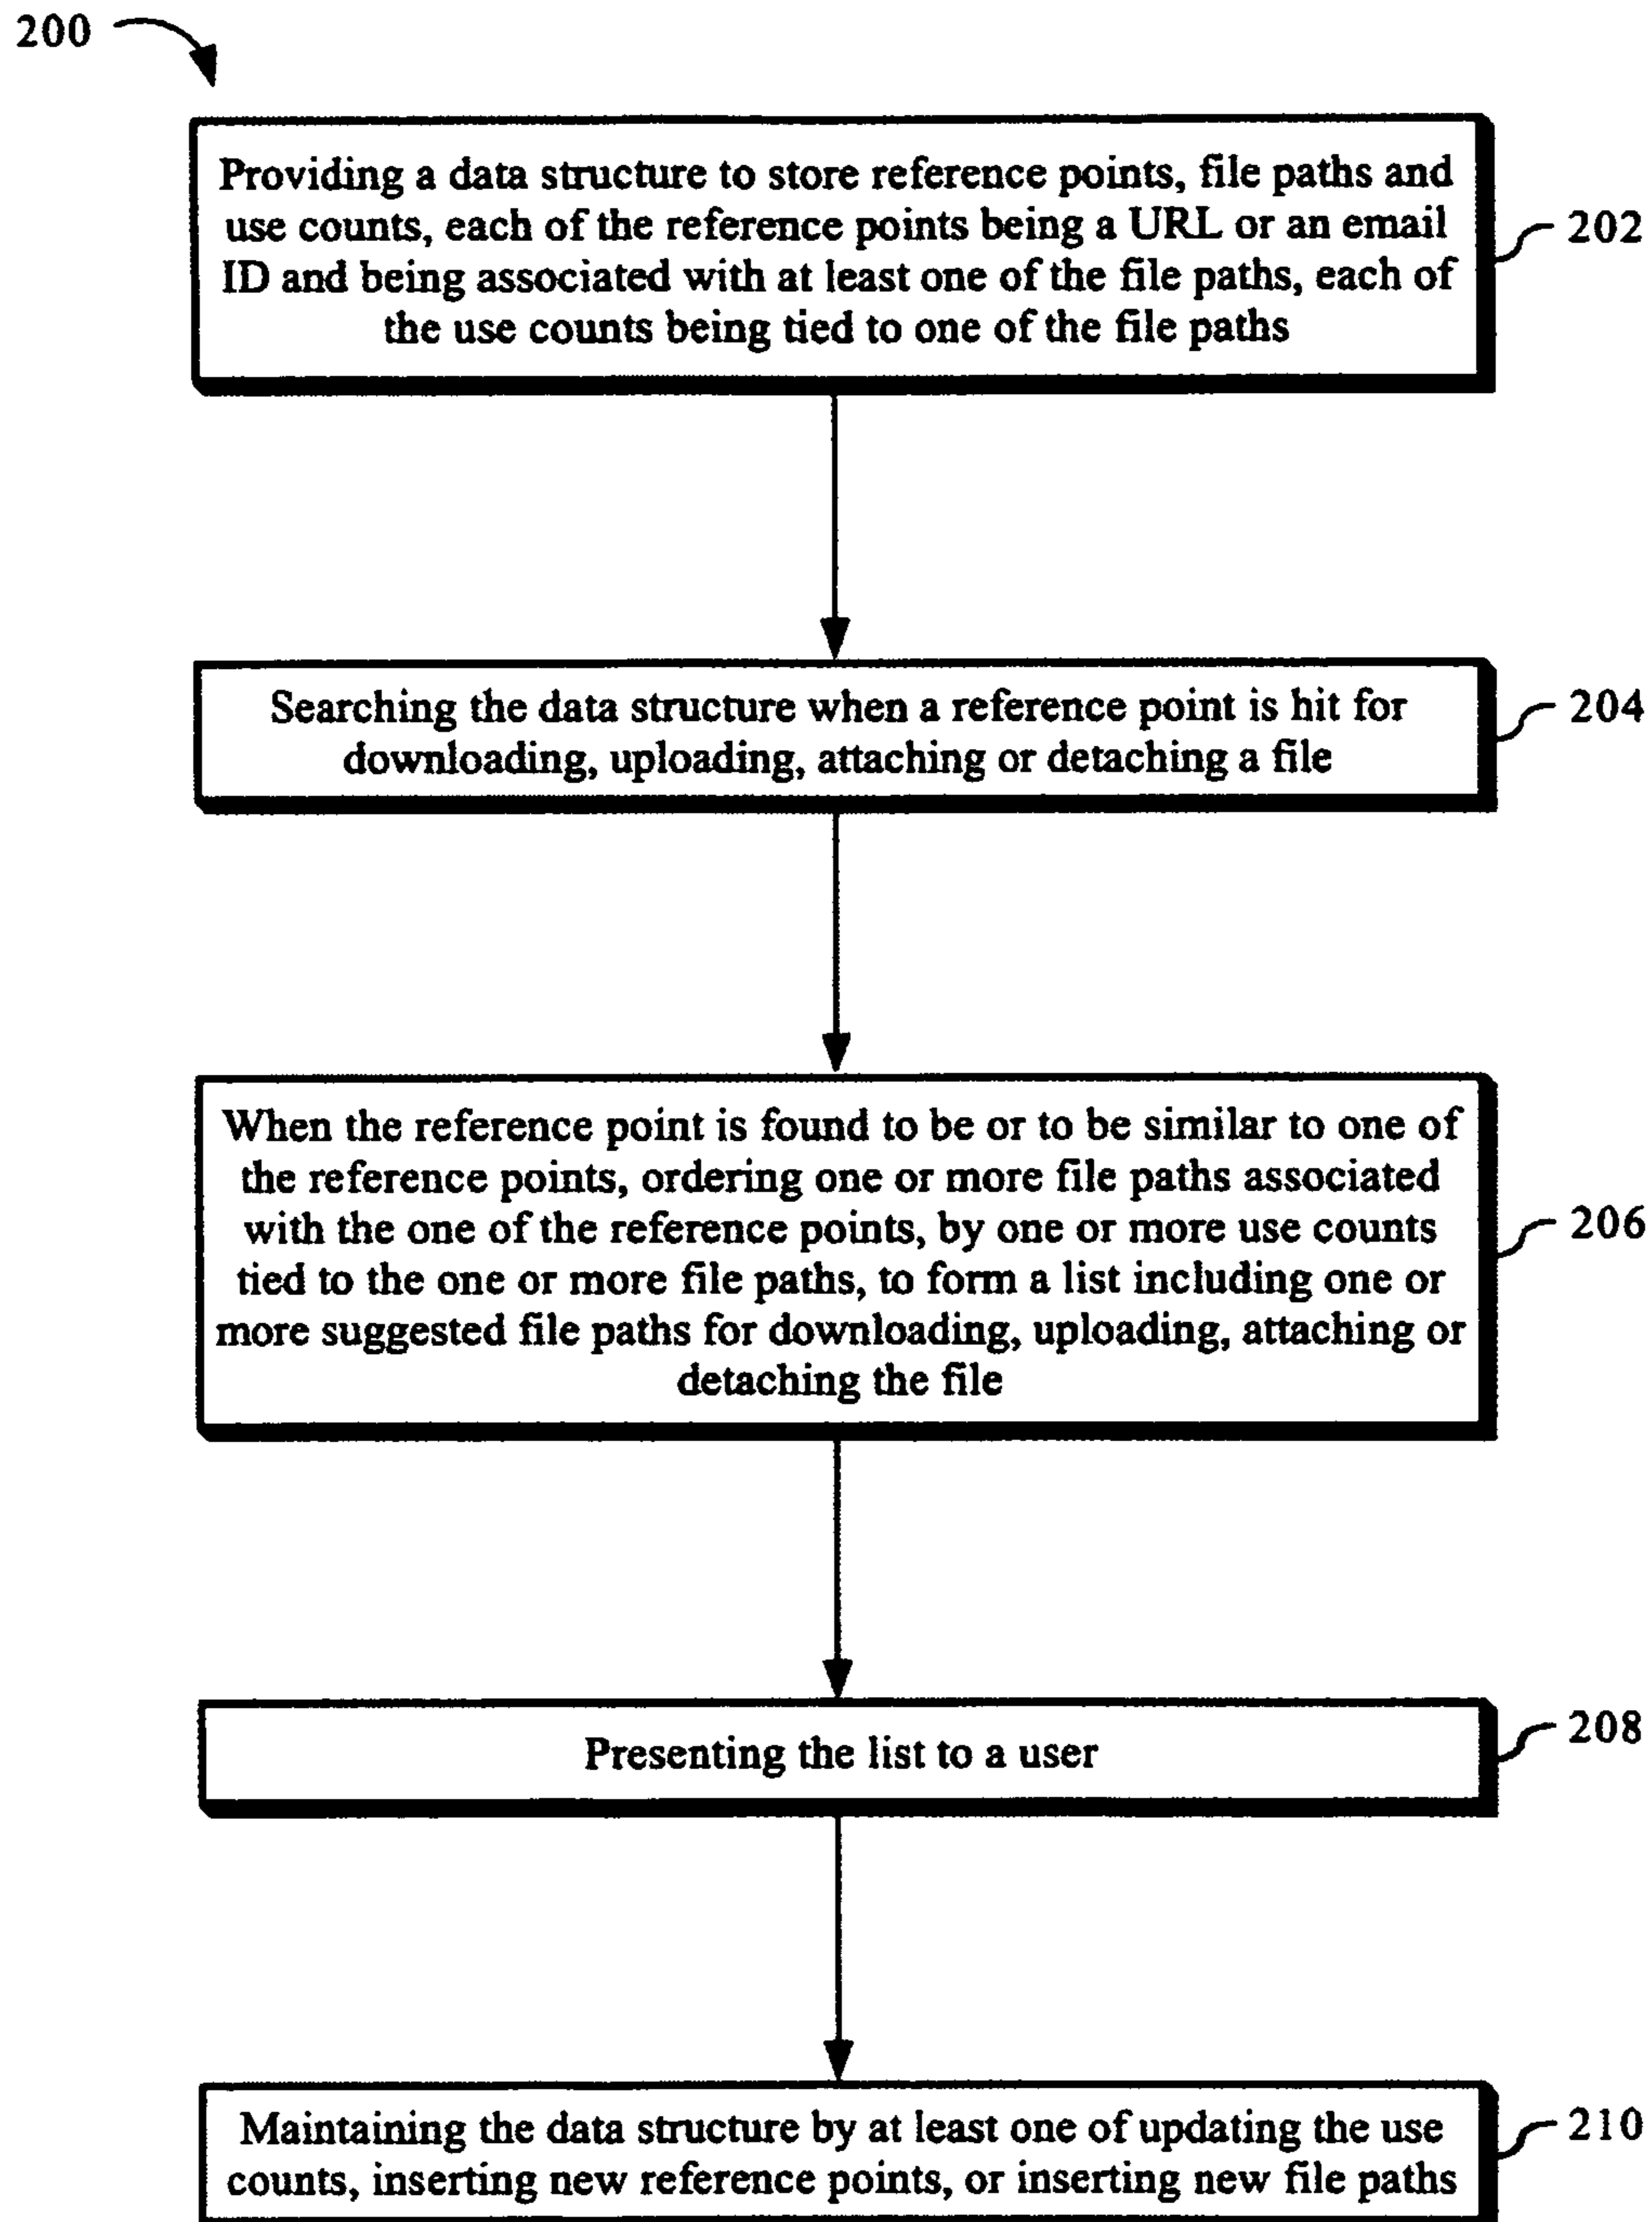 200
Providing a data structure to store reference points, file paths and
use counts, each of the reference points being a URL or an email
ID and being associated with at least one of the file paths, each of
the use counts being tied to one of the file paths
202
Searching the data structure when a reference point is hit for
downloading, uploading, attaching or detaching a file
204
When the reference point is found to be or to be similar to one of
the reference points, ordering one or more file paths associated
with the one of the reference points, by one or more use counts
tied to the one or more file paths, to form a list including one or
more suggested file paths for downloading, uploading, attaching or
detaching the file
206
Presenting the list to a user
208
Maintaining the data structure by at least one of updating the use
counts, inserting new reference points, or inserting new file paths
210